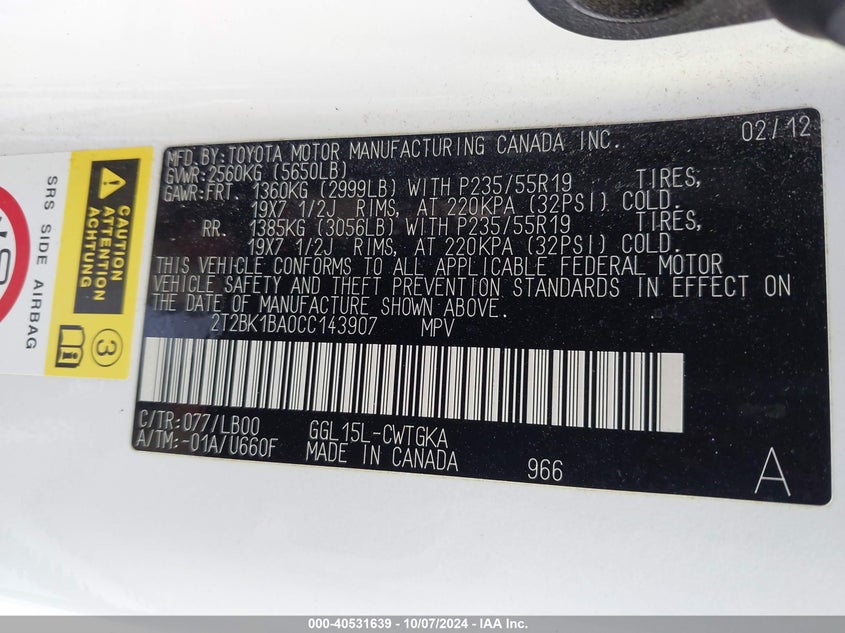 MFD. BY: TOYOTA MOTOR MANUFACTURING CANADA INC. 02/12
GVWR: 2560KG (5650LB)
GAWR: FRT. 1360KG (2999LB) WITH P235/55R19 TIRES,
19X7 1/2J RIMS, AT 220KPA (32PSI) COLD.
RR. 1385KG (3056LB) WITH P235/55R19 TIRES,
19X7 1/2J RIMS, AT 220KPA (32PSI) COLD.
THIS VEHICLE CONFORMS TO ALL APPLICABLE FEDERAL MOTOR
VEHICLE SAFETY AND THEFT PREVENTION STANDARDS IN EFFECT ON
THE DATE OF MANUFACTURE SHOWN ABOVE.
2T2BK1BA0CC143907 MPV
C/TR: 077/LB00 GGL15L-CWTGKA
A/TM: -01A/U660F MADE IN CANADA 966 A
SRS SIDE AIRBAG
CAUTION
ATTENTION
ACHTUNG
3
000-40531639 - 10/07/2024 - IAA Inc.